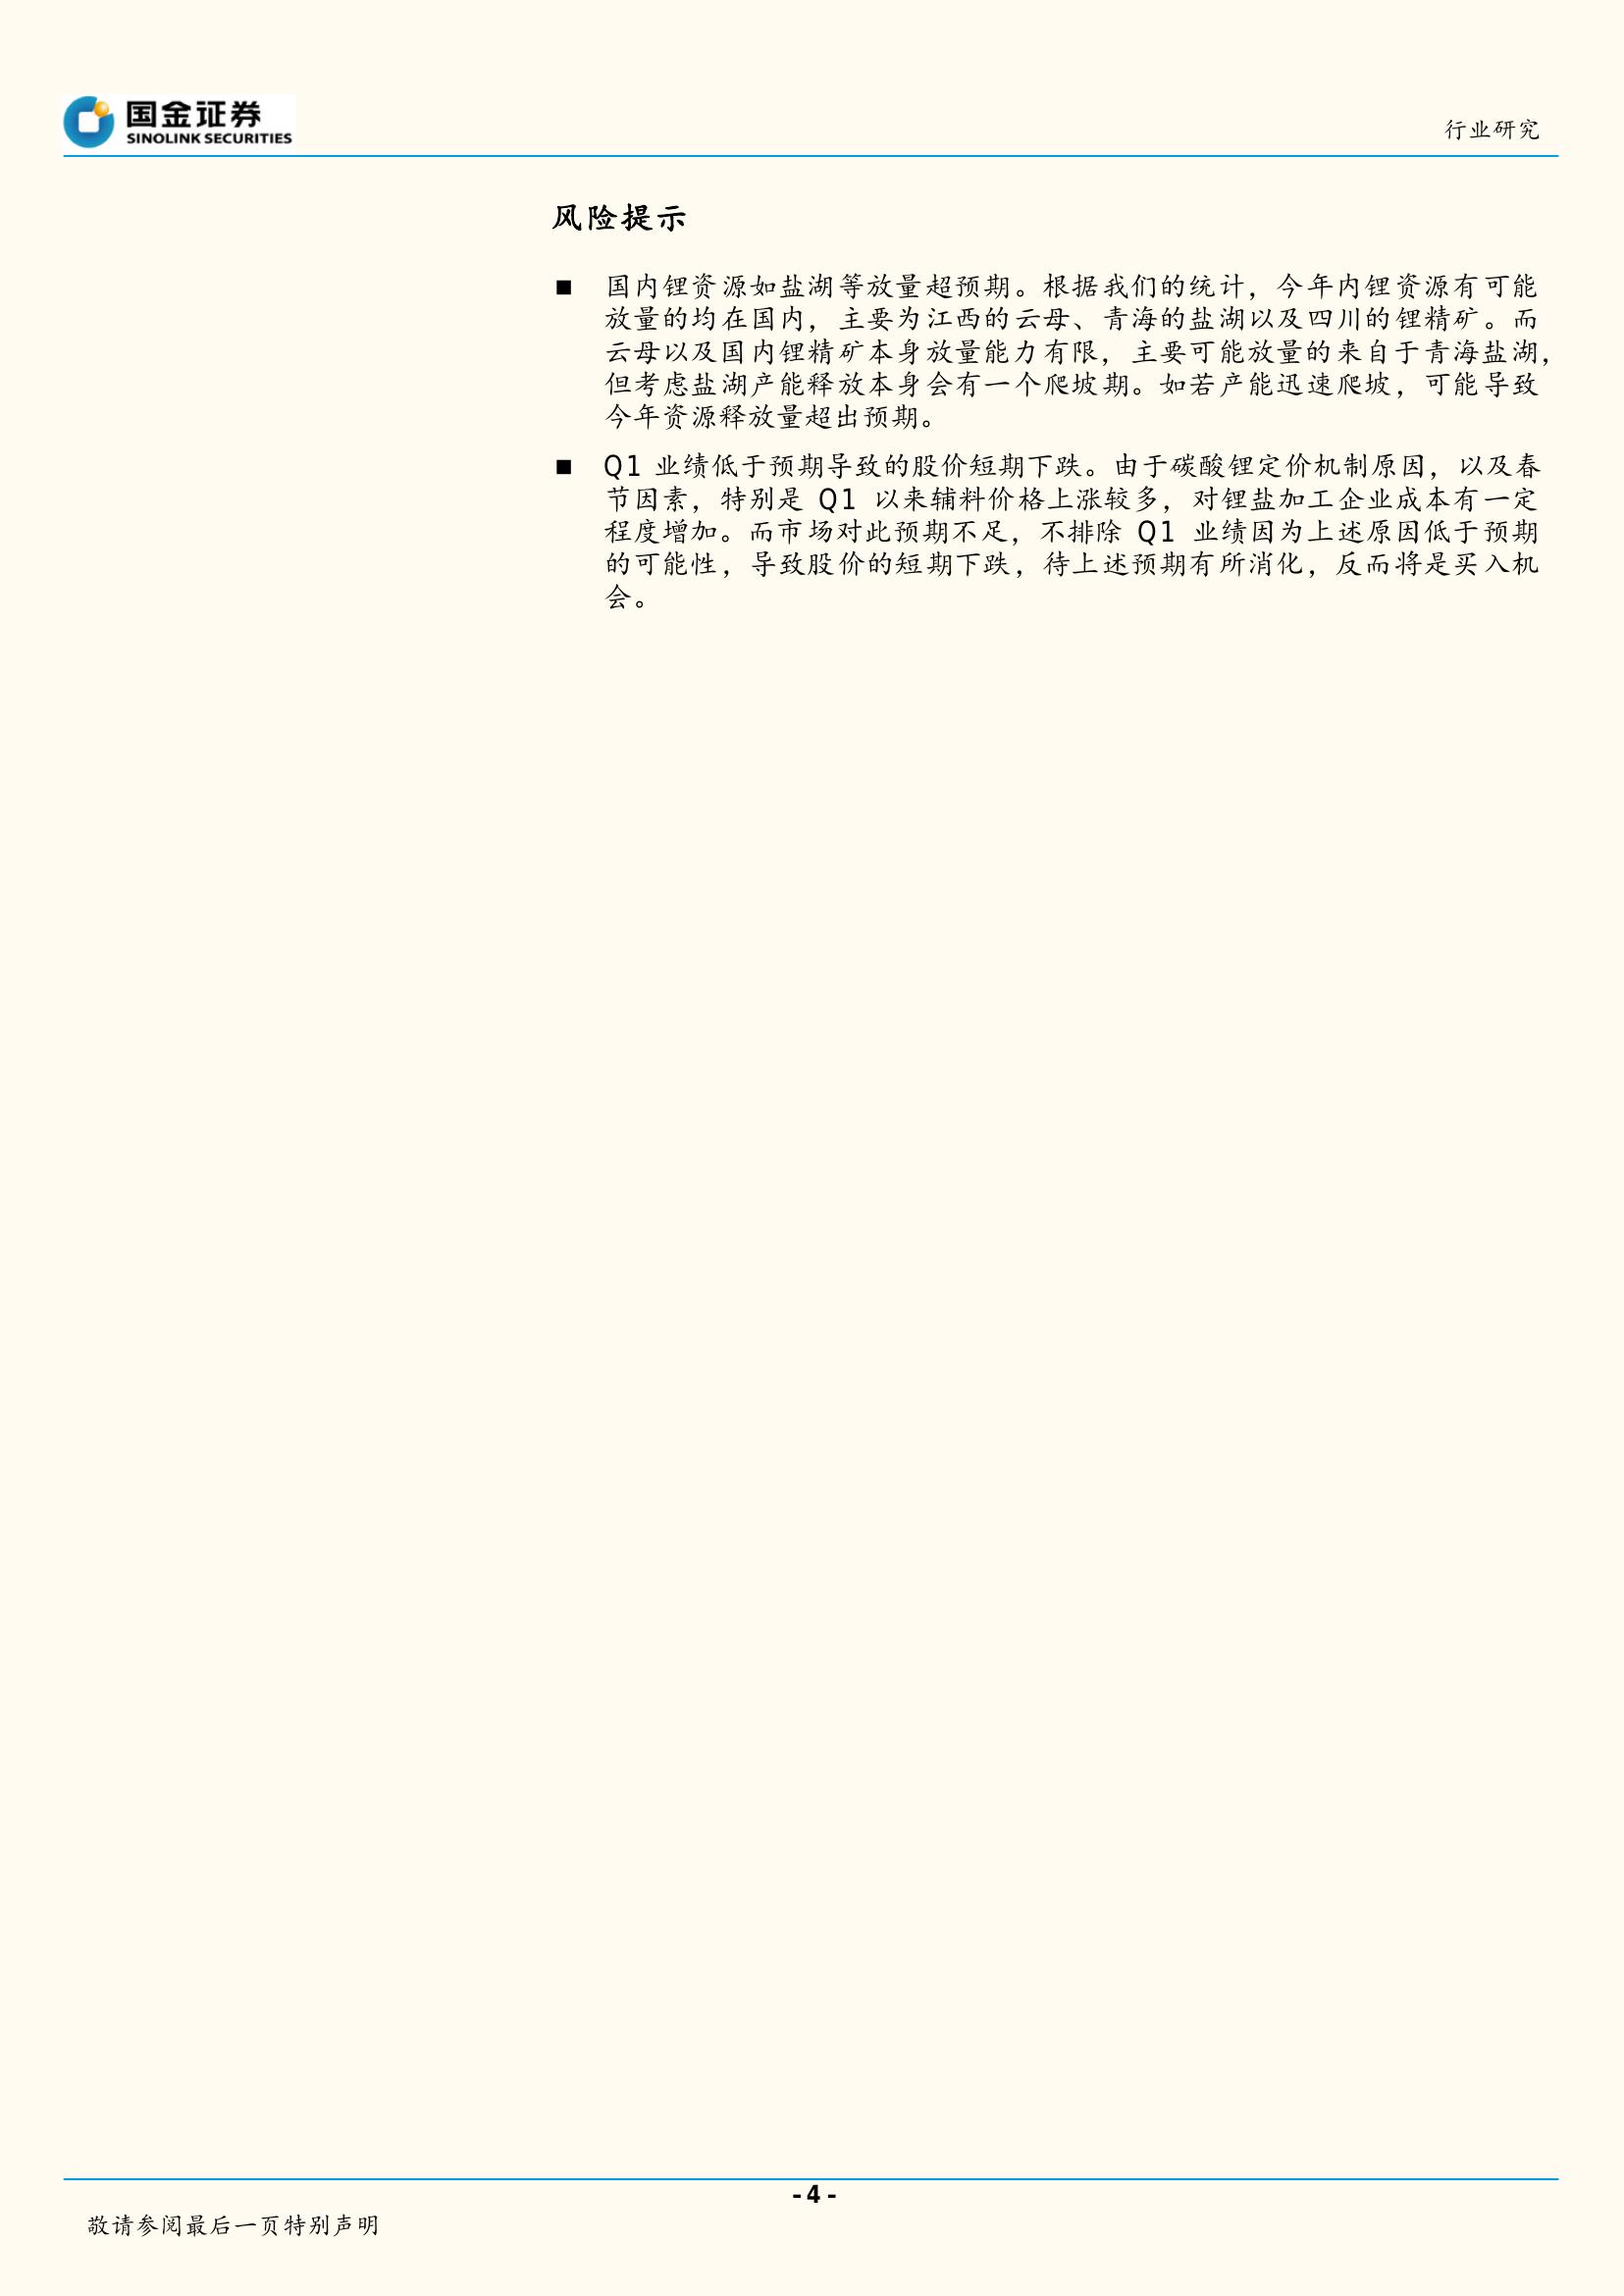 国金证券
SINOLINK SECURITIES
行业研究
风险提示
■ 国内锂资源如盐湖等放量超预期。根据我们的统计，今年内锂资源有可能
放量的均在国内，主要为江西的云母、青海的盐湖以及四川的锂精矿。而
云母以及国内锂精矿本身放量能力有限，主要可能放量的来自于青海盐湖，
但考虑盐湖产能释放本身会有一个爬坡期。如若产能迅速爬坡，可能导致
今年资源释放量超出预期。
■ Q1 业绩低于预期导致的股价短期下跌。由于碳酸锂定价机制原因，以及春
节因素，特别是 Q1 以来辅料价格上涨较多，对锂盐加工企业成本有一定
程度增加。而市场对此预期不足，不排除 Q1 业绩因为上述原因低于预期
的可能性，导致股价的短期下跌，待上述预期有所消化，反而将是买入机
会。
- 4 -
敬请参阅最后一页特别声明